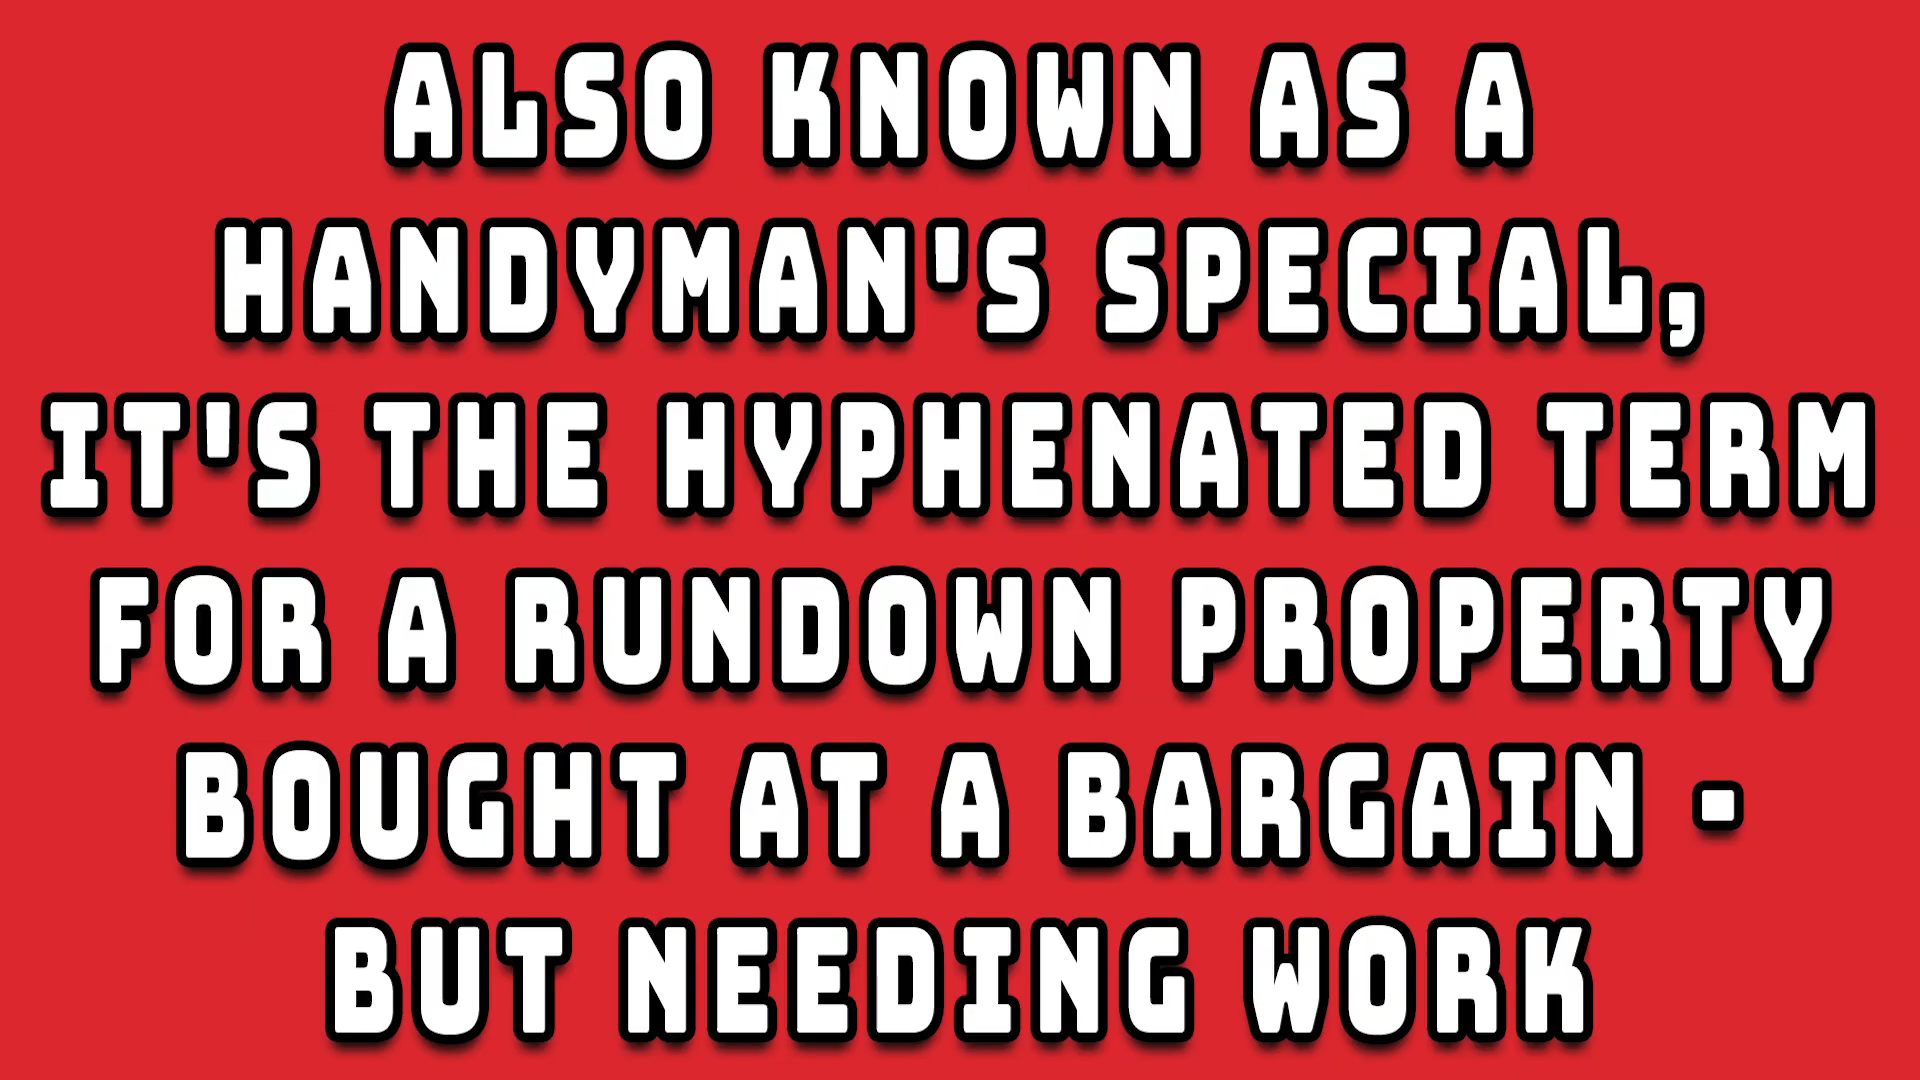 ALSO KNOWN AS A
HANDYMAN'S SPECIAL,
IT'S THE HYPHENATED TERM
FOR A RUNDOWN PROPERTY
BOUGHT AT A BARGAIN -
BUT NEEDING WORK